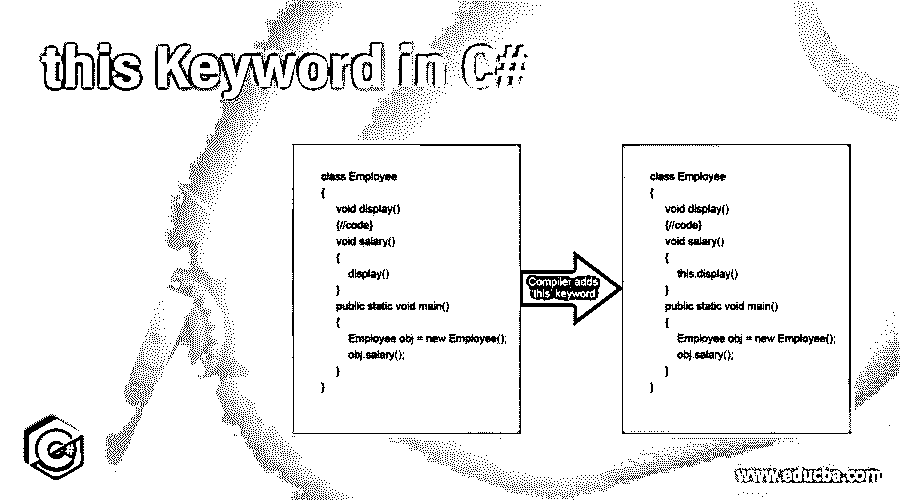 this Keyword in C#
class Employee
{
void display()
{//code}
void salary()
{
display()
}
public static void main()
{
Employee obj = new Employee();
obj.salary();
}
}
Compiler adds
'this' keyword
class Employee
{
void display()
{//code}
void salary()
{
this.display()
}
public static void main()
{
Employee obj = new Employee();
obj.salary();
}
}
www.educba.com